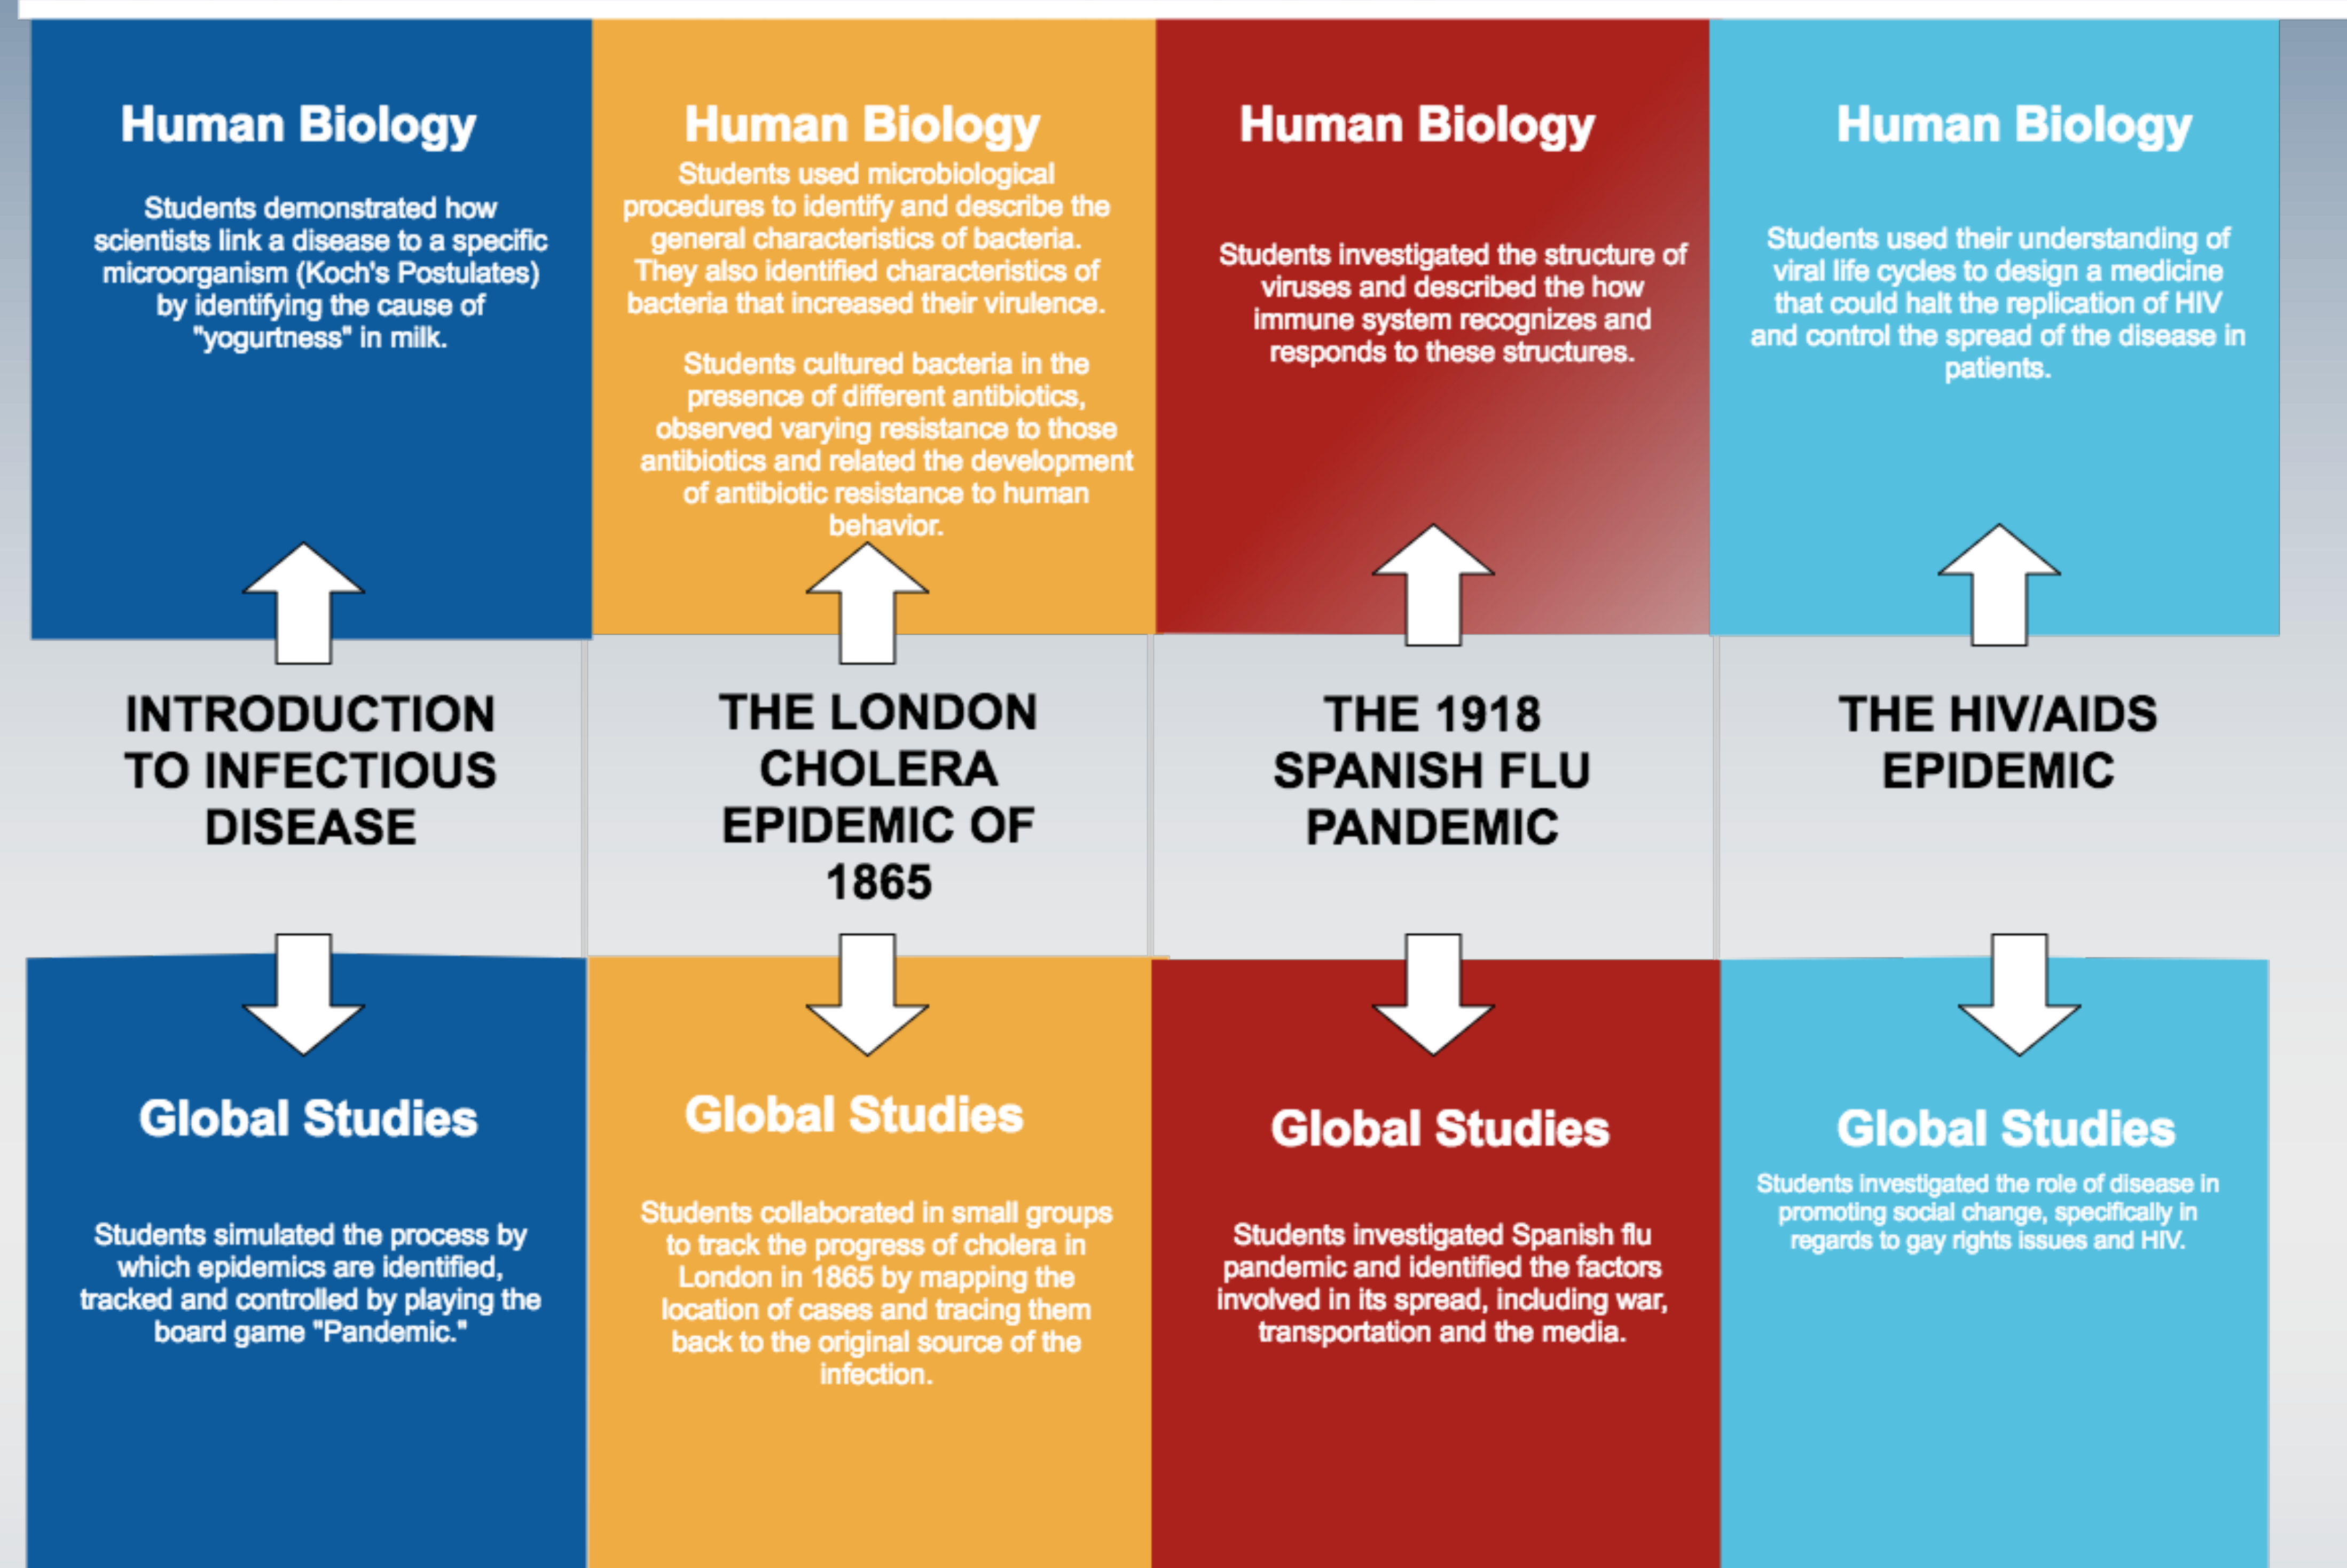 Human Biology
Students demonstrated how
scientists link a disease to a specific
microorganism (Koch's Postulates)
by identifying the cause of
"yogurtness" in milk.
Human Biology
Students used microbiological
procedures to identify and describe the
general characteristics of bacteria.
They also identified characteristics of
bacteria that increased their virulence.
Students cultured bacteria in the
presence of different antibiotics,
observed varying resistance to those
antibiotics and related the development
of antibiotic resistance to human
behavior.
Human Biology
Students investigated the structure of
viruses and described the how
immune system recognizes and
responds to these structures.
Human Biology
Students used their understanding of
viral life cycles to design a medicine
that could halt the replication of HIV
and control the spread of the disease in
patients.
INTRODUCTION
TO INFECTIOUS
DISEASE
THE LONDON
CHOLERA
EPIDEMIC OF
1865
THE 1918
SPANISH FLU
PANDEMIC
THE HIV/AIDS
EPIDEMIC
Global Studies
Students simulated the process by
which epidemics are identified,
tracked and controlled by playing the
board game "Pandemic."
Global Studies
Students collaborated in small groups
to track the progress of cholera in
London in 1865 by mapping the
location of cases and tracing them
back to the original source of the
infection.
Global Studies
Students investigated Spanish flu
pandemic and identified the factors
involved in its spread, including war,
transportation and the media.
Global Studies
Students investigated the role of disease in
promoting social change, specifically in
regards to gay rights issues and HIV.